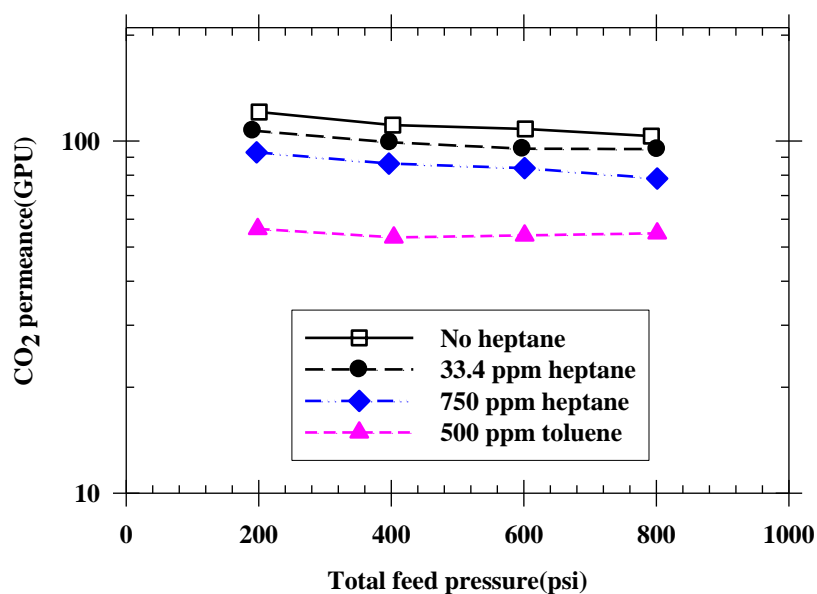 CO2 permeance(GPU)
100
10
No heptane
33.4 ppm heptane
750 ppm heptane
500 ppm toluene
0 200 400 600 800 1000
Total feed pressure(psi)